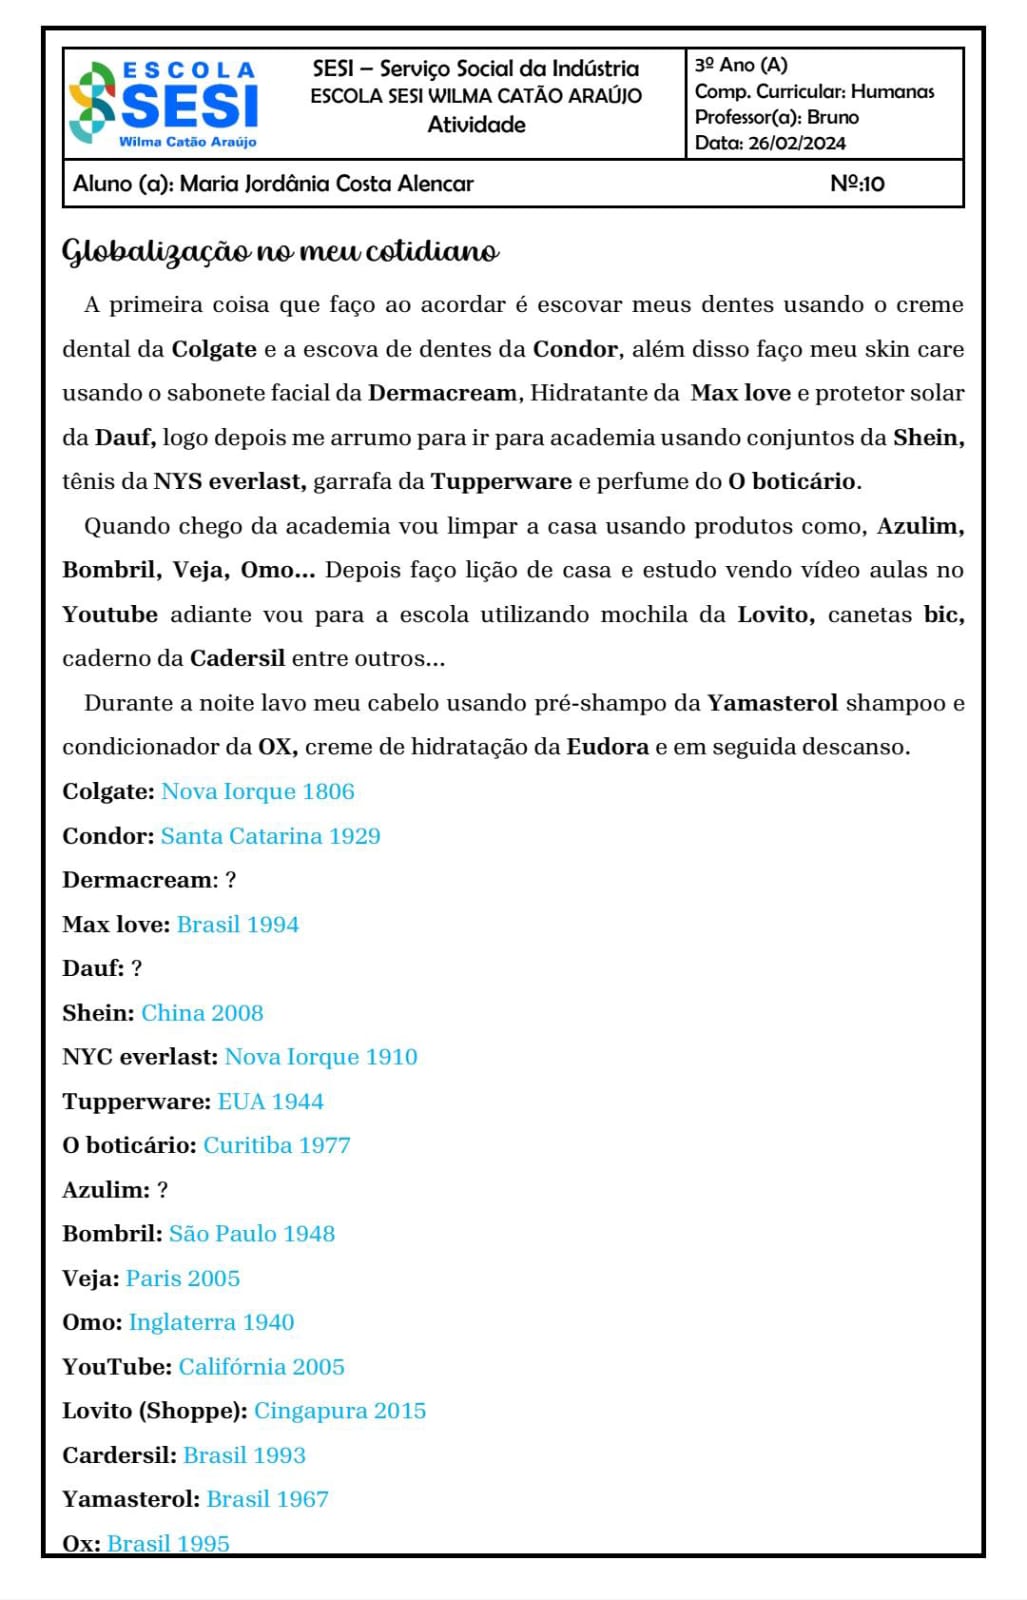 ESCOLA
SESI
Wilma Catão Araújo
SESI – Serviço Social da Indústria
ESCOLA SESI WILMA CATÃO ARAÚJO
Atividade
3º Ano (A)
Comp. Curricular: Humanas
Professor(a): Bruno
Data: 26/02/2024
Aluno (a): Maria Jordânia Costa Alencar Nº:10
Globalização no meu cotidiano
A primeira coisa que faço ao acordar é escovar meus dentes usando o creme
dental da Colgate e a escova de dentes da Condor, além disso faço meu skin care
usando o sabonete facial da Dermacream, Hidratante da Max love e protetor solar
da Dauf, logo depois me arrumo para ir para academia usando conjuntos da Shein,
tênis da NYS everlast, garrafa da Tupperware e perfume do O boticário.
Quando chego da academia vou limpar a casa usando produtos como, Azulim,
Bombril, Veja, Omo... Depois faço lição de casa e estudo vendo vídeo aulas no
Youtube adiante vou para a escola utilizando mochila da Lovito, canetas bic,
caderno da Cadersil entre outros...
Durante a noite lavo meu cabelo usando pré-shampo da Yamasterol shampoo e
condicionador da OX, creme de hidratação da Eudora e em seguida descanso.
Colgate: Nova Iorque 1806
Condor: Santa Catarina 1929
Dermacream: ?
Max love: Brasil 1994
Dauf: ?
Shein: China 2008
NYC everlast: Nova Iorque 1910
Tupperware: EUA 1944
O boticário: Curitiba 1977
Azulim: ?
Bombril: São Paulo 1948
Veja: Paris 2005
Omo: Inglaterra 1940
YouTube: Califórnia 2005
Lovito (Shoppe): Cingapura 2015
Cardersil: Brasil 1993
Yamasterol: Brasil 1967
Ox: Brasil 1995